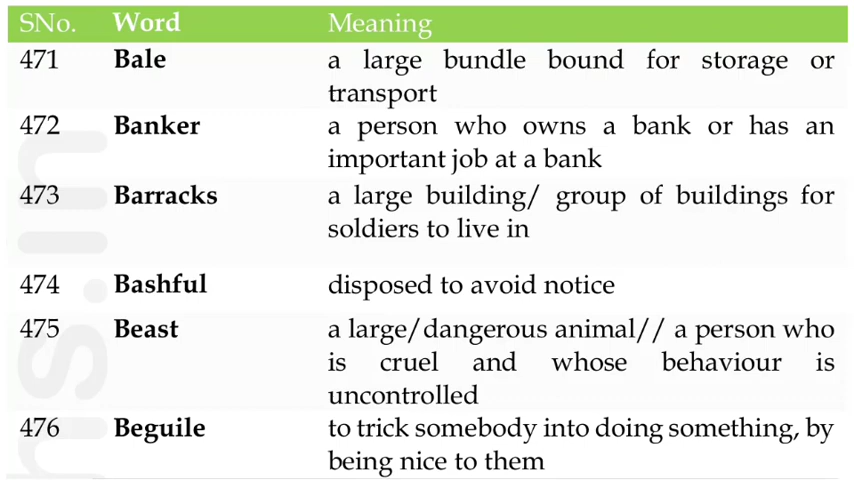 SNo. Word Meaning
471 Bale a large bundle bound for storage or
transport
472 Banker a person who owns a bank or has an
important job at a bank
473 Barracks a large building/ group of buildings for
soldiers to live in
474 Bashful disposed to avoid notice
475 Beast a large/dangerous animal// a person who
is cruel and whose behaviour is
uncontrolled
476 Beguile to trick somebody into doing something, by
being nice to them